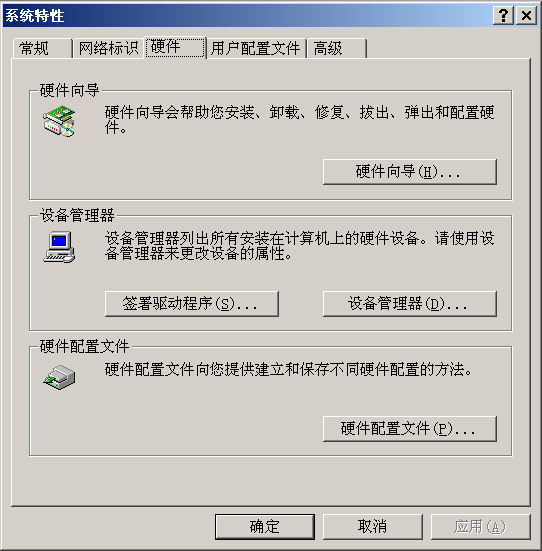 系统特性
常规 网络标识 硬件 用户配置文件 高级
硬件向导
硬件向导会帮助您安装、卸载、修复、拔出、弹出和配置硬
件。
硬件向导(H)...
设备管理器
设备管理器列出所有安装在计算机上的硬件设备。请使用设
备管理器来更改设备的属性。
签署驱动程序(S)... 设备管理器(D)...
硬件配置文件
硬件配置文件向您提供建立和保存不同硬件配置的方法。
硬件配置文件(P)...
确定 取消 应用(A)